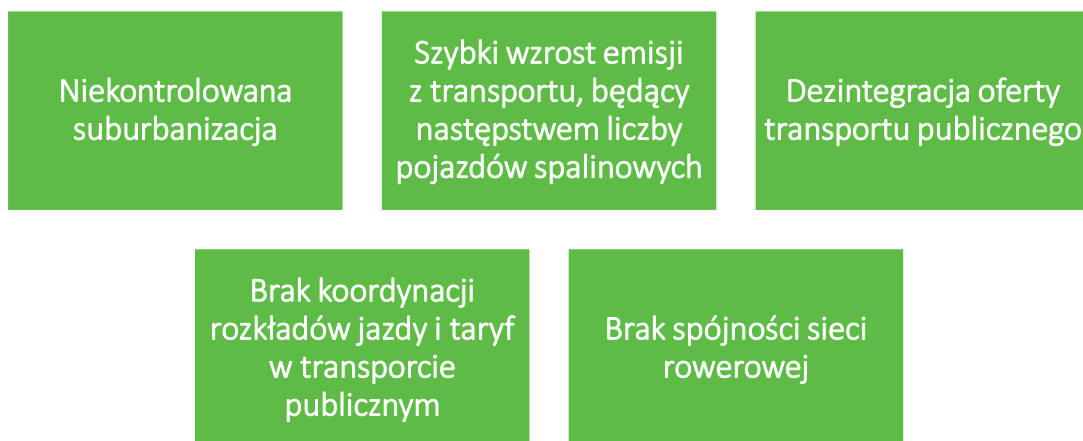 Niekontrolowana
suburbanizacja
Szybki wzrost emisji
z transportu, będący
następstwem liczby
pojazdów spalinowych
Dezintegracja oferty
transportu publicznego
Brak koordynacji
rozkładów jazdy i taryf
w transporcie
publicznym
Brak spójności sieci
rowerowej